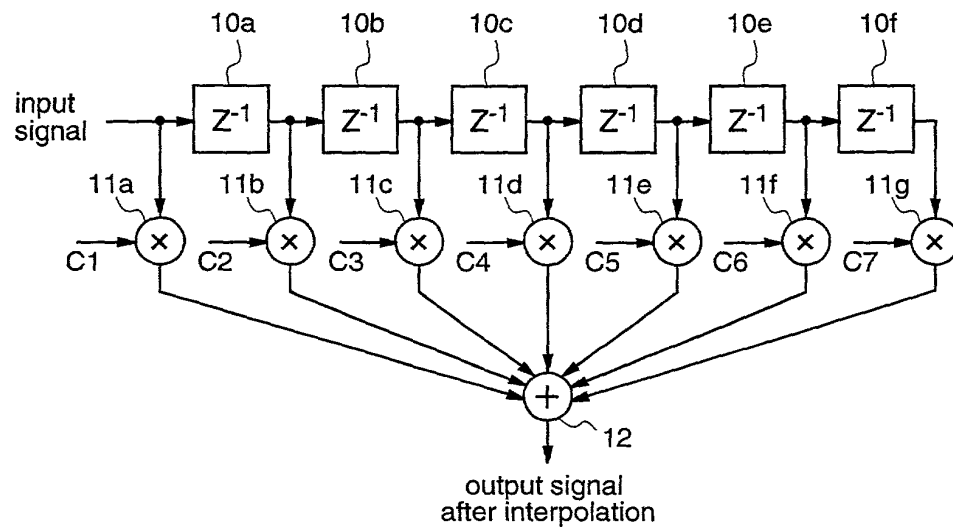 10a 10b 10c 10d 10e 10f
input
signal
Z⁻¹ Z⁻¹ Z⁻¹ Z⁻¹ Z⁻¹ Z⁻¹
11a 11b 11c 11d 11e 11f 11g
× × × × × × ×
C1 C2 C3 C4 C5 C6 C7
+
12
output signal
after interpolation